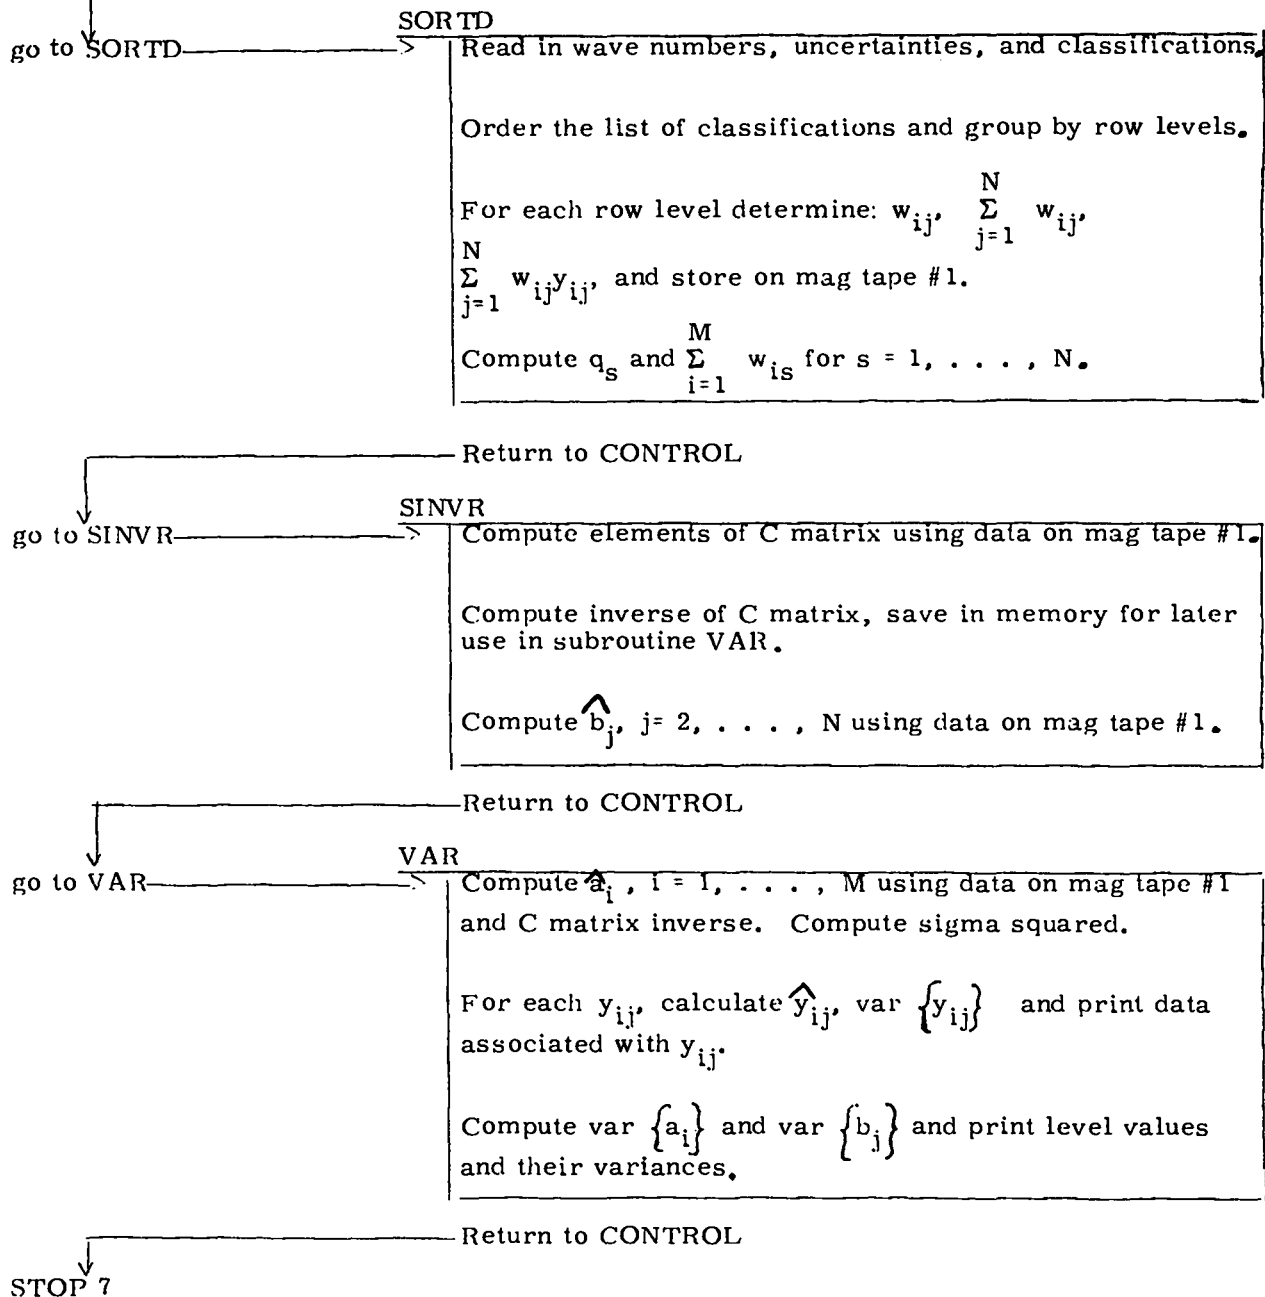 SORTD
go to SORTD
Read in wave numbers, uncertainties, and classifications.
Order the list of classifications and group by row levels.
For each row level determine: w_ij, Σ_{j=1}^{N} w_ij,
Σ_{j=1}^{N} w_ij y_ij, and store on mag tape #1.
Compute q_s and Σ_{i=1}^{M} w_is for s = 1, . . . , N.
Return to CONTROL
SINVR
go to SINVR
Compute elements of C matrix using data on mag tape #1.
Compute inverse of C matrix, save in memory for later
use in subroutine VAR.
Compute b̂_j, j= 2, . . . , N using data on mag tape #1.
Return to CONTROL
VAR
go to VAR
Compute â_i , i = 1, . . . , M using data on mag tape #1
and C matrix inverse. Compute sigma squared.
For each y_ij, calculate ŷ_ij, var {y_ij} and print data
associated with y_ij.
Compute var {a_i} and var {b_j} and print level values
and their variances.
Return to CONTROL
STOP 7